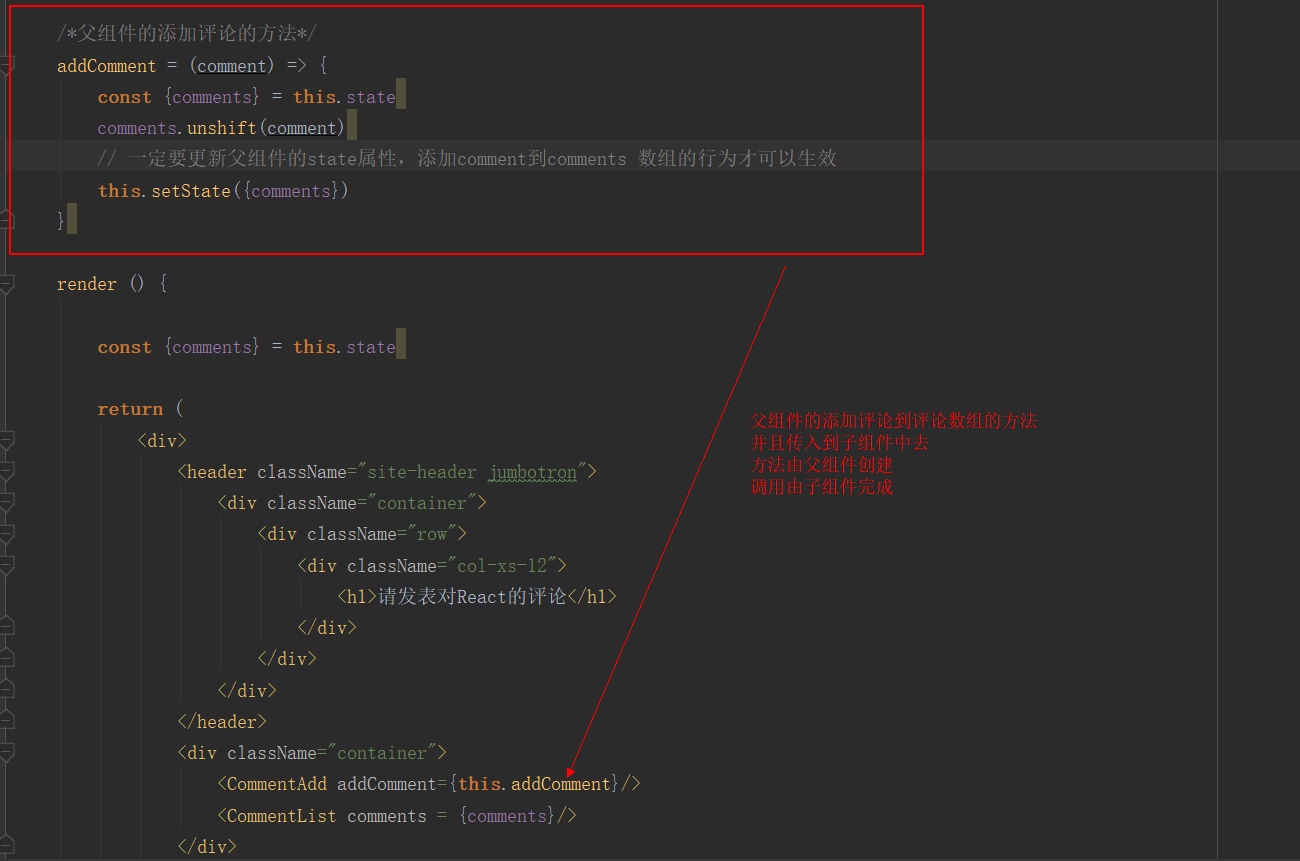 /*父组件的添加评论的方法*/
addComment = (comment) => {
const {comments} = this.state
comments.unshift(comment)
// 一定要更新父组件的state属性，添加comment到comments 数组的行为才可以生效
this.setState({comments})
}
render () {
const {comments} = this.state
return (
<div>
<header className="site-header jumbotron">
<div className="container">
<div className="row">
<div className="col-xs-12">
<h1>请发表对React的评论</h1>
</div>
</div>
</div>
</header>
<div className="container">
<CommentAdd addComment={this.addComment}/>
<CommentList comments = {comments}/>
</div>
父组件的添加评论到评论数组的方法
并且传入到子组件中去
方法由父组件创建
调用由子组件完成